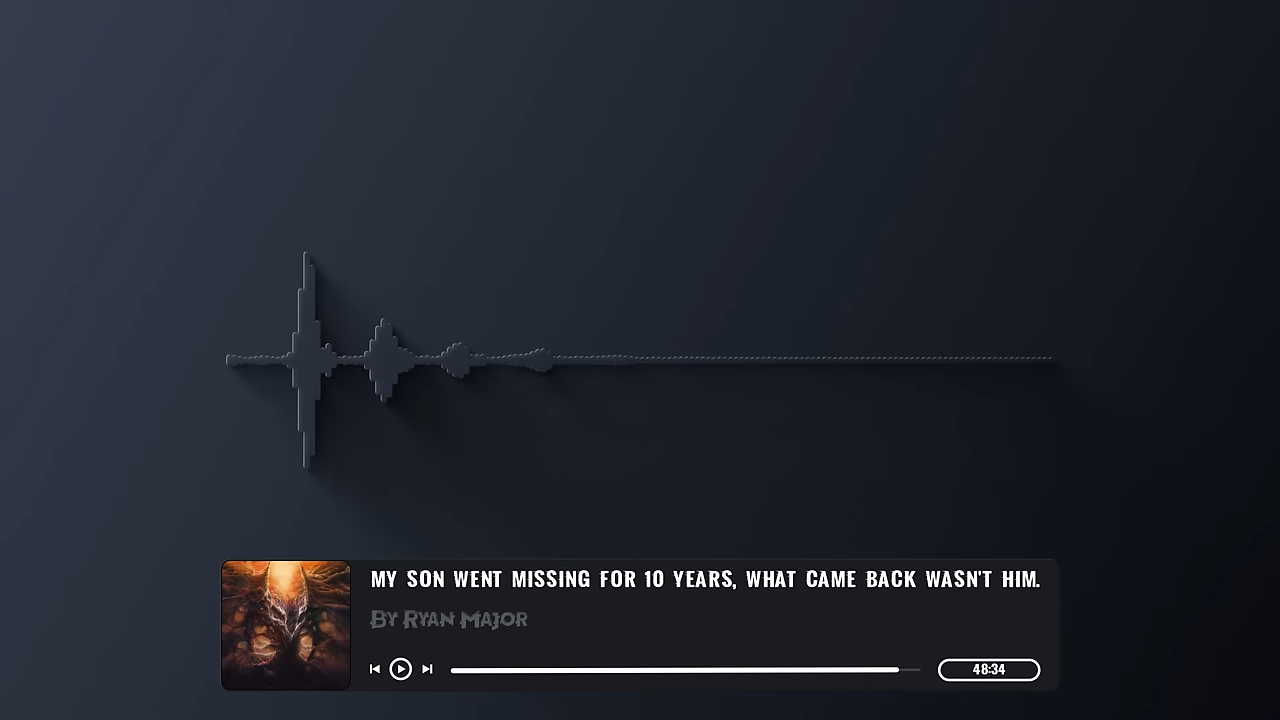 MY SON WENT MISSING FOR 10 YEARS, WHAT CAME BACK WASN'T HIM.
BY RYAN MAJOR
48:34